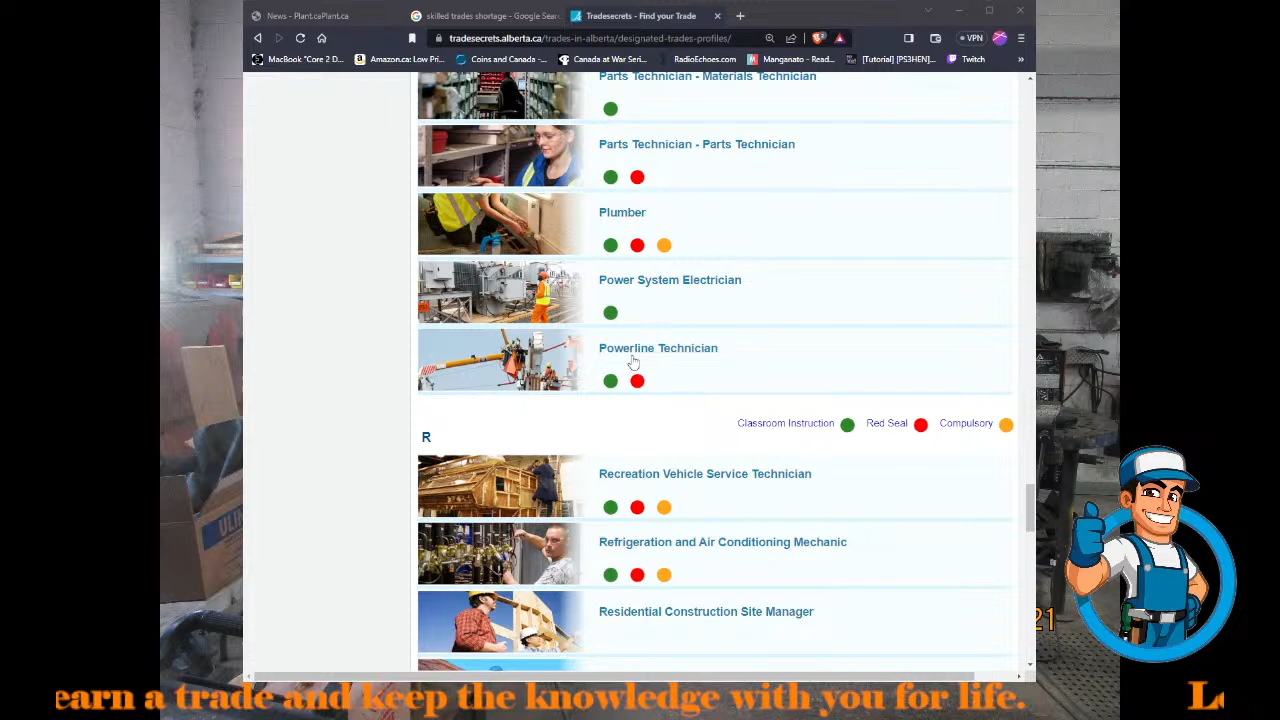 News - Plant.caPlant.ca
skilled trades shortage - Google Sear
Tradesecrets - Find your Trade
tradesecrets.alberta.ca/trades-in-alberta/designated-trades-profiles/
VPN
MacBook "Core 2 D...
Amazon.ca: Low Pri...
Coins and Canada -...
Canada at War Seri...
RadioEchoes.com
Manganato - Read...
[Tutorial] [PS3HEN]...
Twitch
»
Parts Technician - Materials Technician
Parts Technician - Parts Technician
Plumber
Power System Electrician
Powerline Technician
Classroom Instruction
Red Seal
Compulsory
R
Recreation Vehicle Service Technician
Refrigeration and Air Conditioning Mechanic
Residential Construction Site Manager
21
earn a trade and keep the knowledge with you for life.
Le